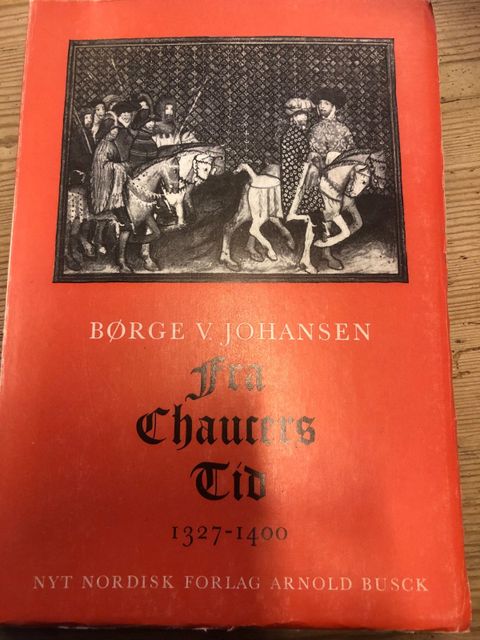 BØRGE V. JOHANSEN
Fra
Chaucers
Tid
1327-1400
NYT NORDISK FORLAG ARNOLD BUSCK